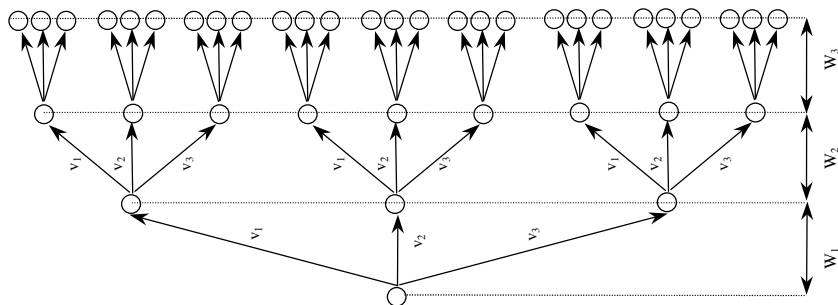 W₃
v₁ v₂ v₃ v₁ v₂ v₃ v₁ v₂ v₃ W₂
v₁ v₂ v₃ W₁